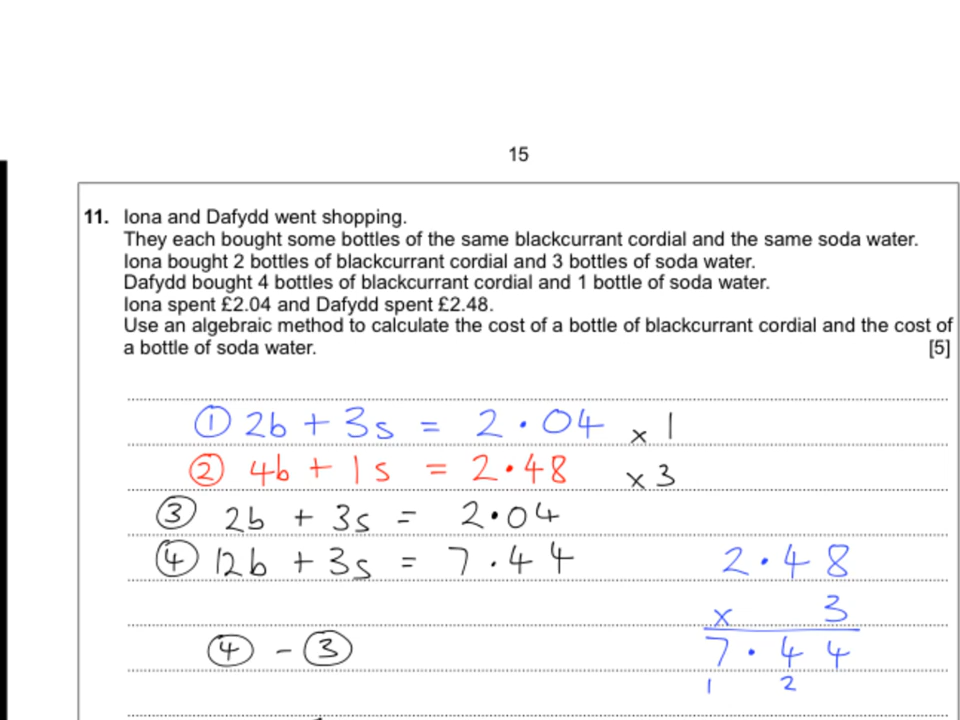 15
11. Iona and Dafydd went shopping.
They each bought some bottles of the same blackcurrant cordial and the same soda water.
Iona bought 2 bottles of blackcurrant cordial and 3 bottles of soda water.
Dafydd bought 4 bottles of blackcurrant cordial and 1 bottle of soda water.
Iona spent £2.04 and Dafydd spent £2.48.
Use an algebraic method to calculate the cost of a bottle of blackcurrant cordial and the cost of
a bottle of soda water. [5]
① 2b + 3s = 2·04 × 1
② 4b + 1s = 2·48 × 3
③ 2b + 3s = 2·04
④ 12b + 3s = 7.44
2·48
× 3
④ - ③
7·44
1 2